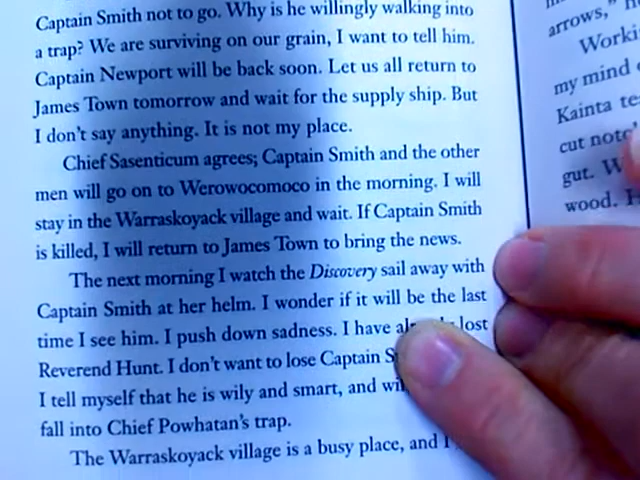 Captain Smith not to go. Why is he willingly walking into
a trap? We are surviving on our grain, I want to tell him.
Captain Newport will be back soon. Let us all return to
James Town tomorrow and wait for the supply ship. But
I don't say anything. It is not my place.
Chief Sasenticum agrees; Captain Smith and the other
men will go on to Werowocomoco in the morning. I will
stay in the Warraskoyack village and wait. If Captain Smith
is killed, I will return to James Town to bring the news.
The next morning I watch the Discovery sail away with
Captain Smith at her helm. I wonder if it will be the last
time I see him. I push down sadness. I have lost
Reverend Hunt. I don't want to lose Captain
I tell myself that he is wily and smart, and
fall into Chief Powhatan's trap.
The Warraskoyack village is a busy place, and I
arrows,"
my mind
Kainta
cut
gut.
wood.